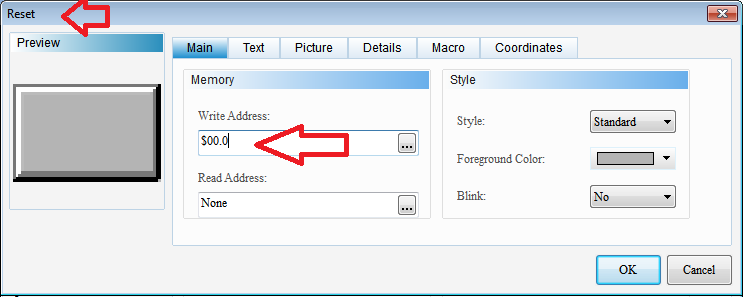 Reset
Preview
Main Text Picture Details Macro Coordinates
Memory
Write Address:
$00.0
...
Read Address:
None
...
Style
Style: Standard
Foreground Color:
Blink: No
OK Cancel